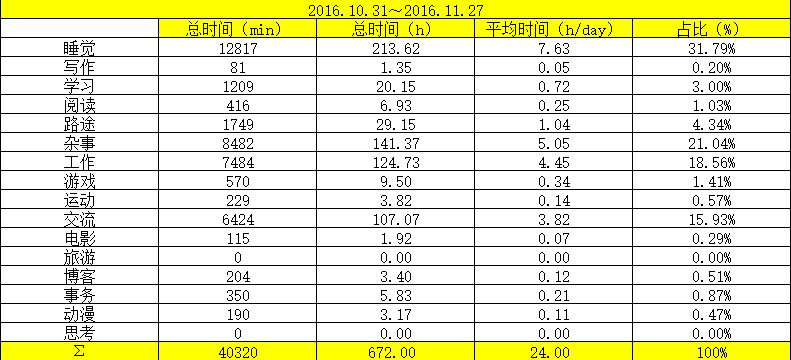 2016.10.31～2016.11.27
总时间（min） 总时间（h） 平均时间（h/day） 占比（%）
睡觉 12817 213.62 7.63 31.79%
写作 81 1.35 0.05 0.20%
学习 1209 20.15 0.72 3.00%
阅读 416 6.93 0.25 1.03%
路途 1749 29.15 1.04 4.34%
杂事 8482 141.37 5.05 21.04%
工作 7484 124.73 4.45 18.56%
游戏 570 9.50 0.34 1.41%
运动 229 3.82 0.14 0.57%
交流 6424 107.07 3.82 15.93%
电影 115 1.92 0.07 0.29%
旅游 0 0.00 0.00 0.00%
博客 204 3.40 0.12 0.51%
事务 350 5.83 0.21 0.87%
动漫 190 3.17 0.11 0.47%
思考 0 0.00 0.00 0.00%
Σ 40320 672.00 24.00 100%